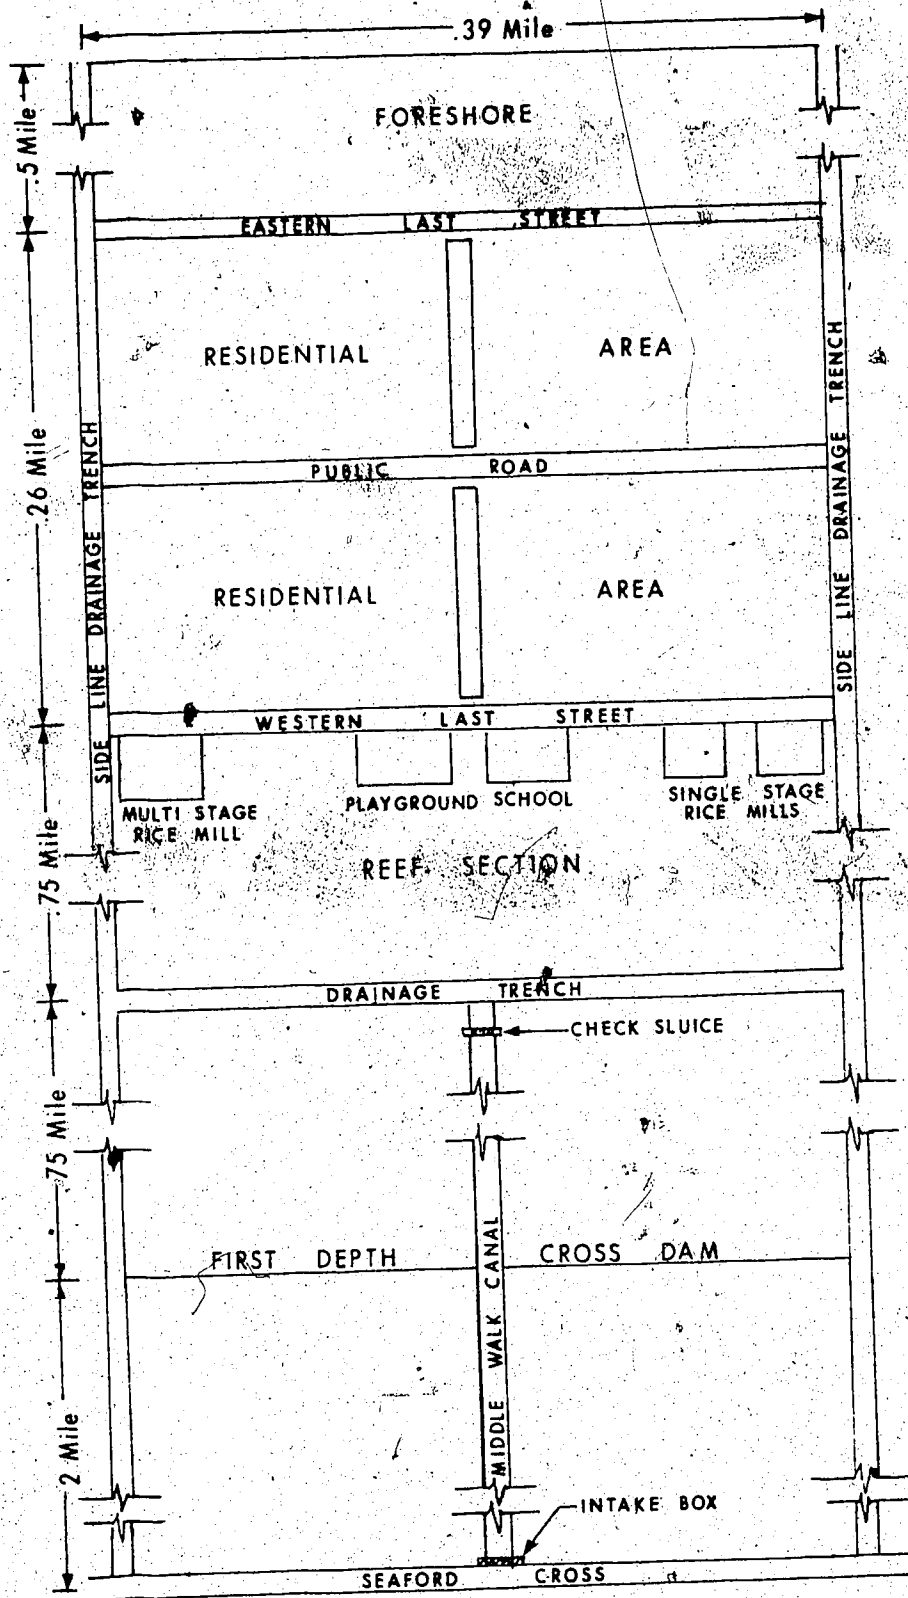 .39 Mile
.5 Mile
FORESHORE
EASTERN LAST STREET
RESIDENTIAL AREA
.26 Mile
SIDE LINE DRAINAGE TRENCH
SIDE LINE DRAINAGE TRENCH
PUBLIC ROAD
RESIDENTIAL AREA
WESTERN LAST STREET
MULTI STAGE
RICE MILL
PLAYGROUND SCHOOL
SINGLE STAGE
RICE MILLS
.75 Mile
REEF SECTION
DRAINAGE TRENCH
CHECK SLUICE
.75 Mile
FIRST DEPTH CROSS DAM
MIDDLE WALK CANAL
2 Mile
INTAKE BOX
SEAFORD CROSS